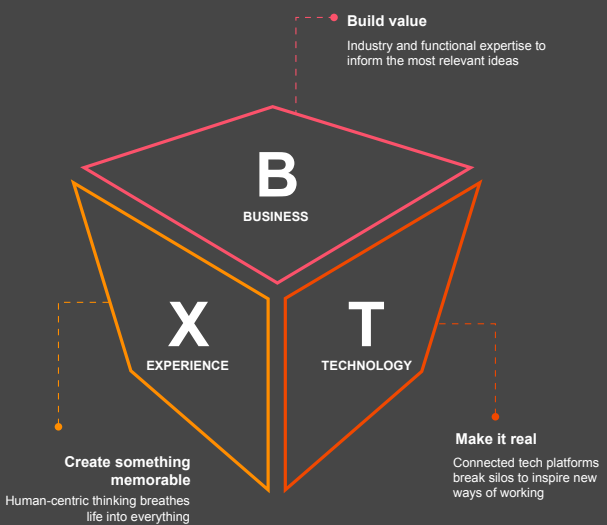 Build value
Industry and functional expertise to
inform the most relevant ideas
B
BUSINESS
X
EXPERIENCE
T
TECHNOLOGY
Create something
memorable
Human-centric thinking breathes
life into everything
Make it real
Connected tech platforms
break silos to inspire new
ways of working